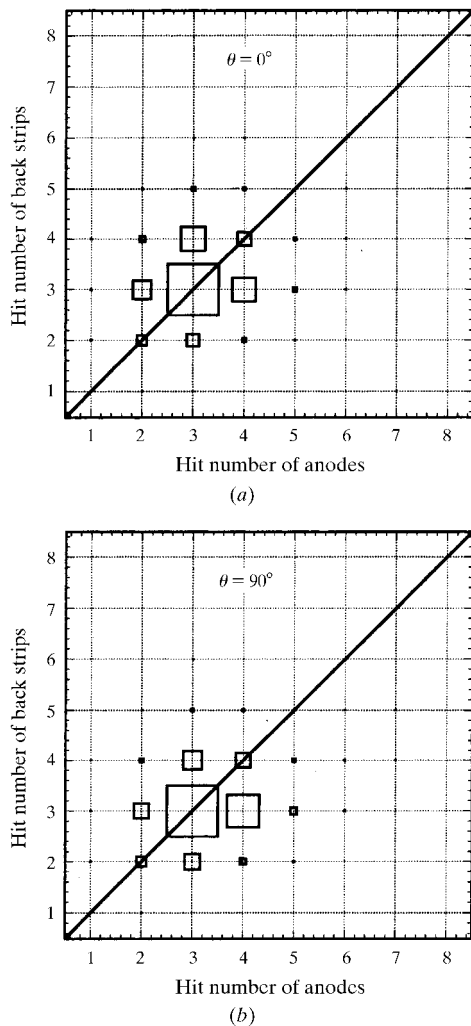 8
7
6
5
4
3
2
1
θ = 0°
Hit number of back strips
1 2 3 4 5 6 7 8
Hit number of anodes
(a)
8
7
6
5
4
3
2
1
θ = 90°
Hit number of back strips
1 2 3 4 5 6 7 8
Hit number of anodes
(b)